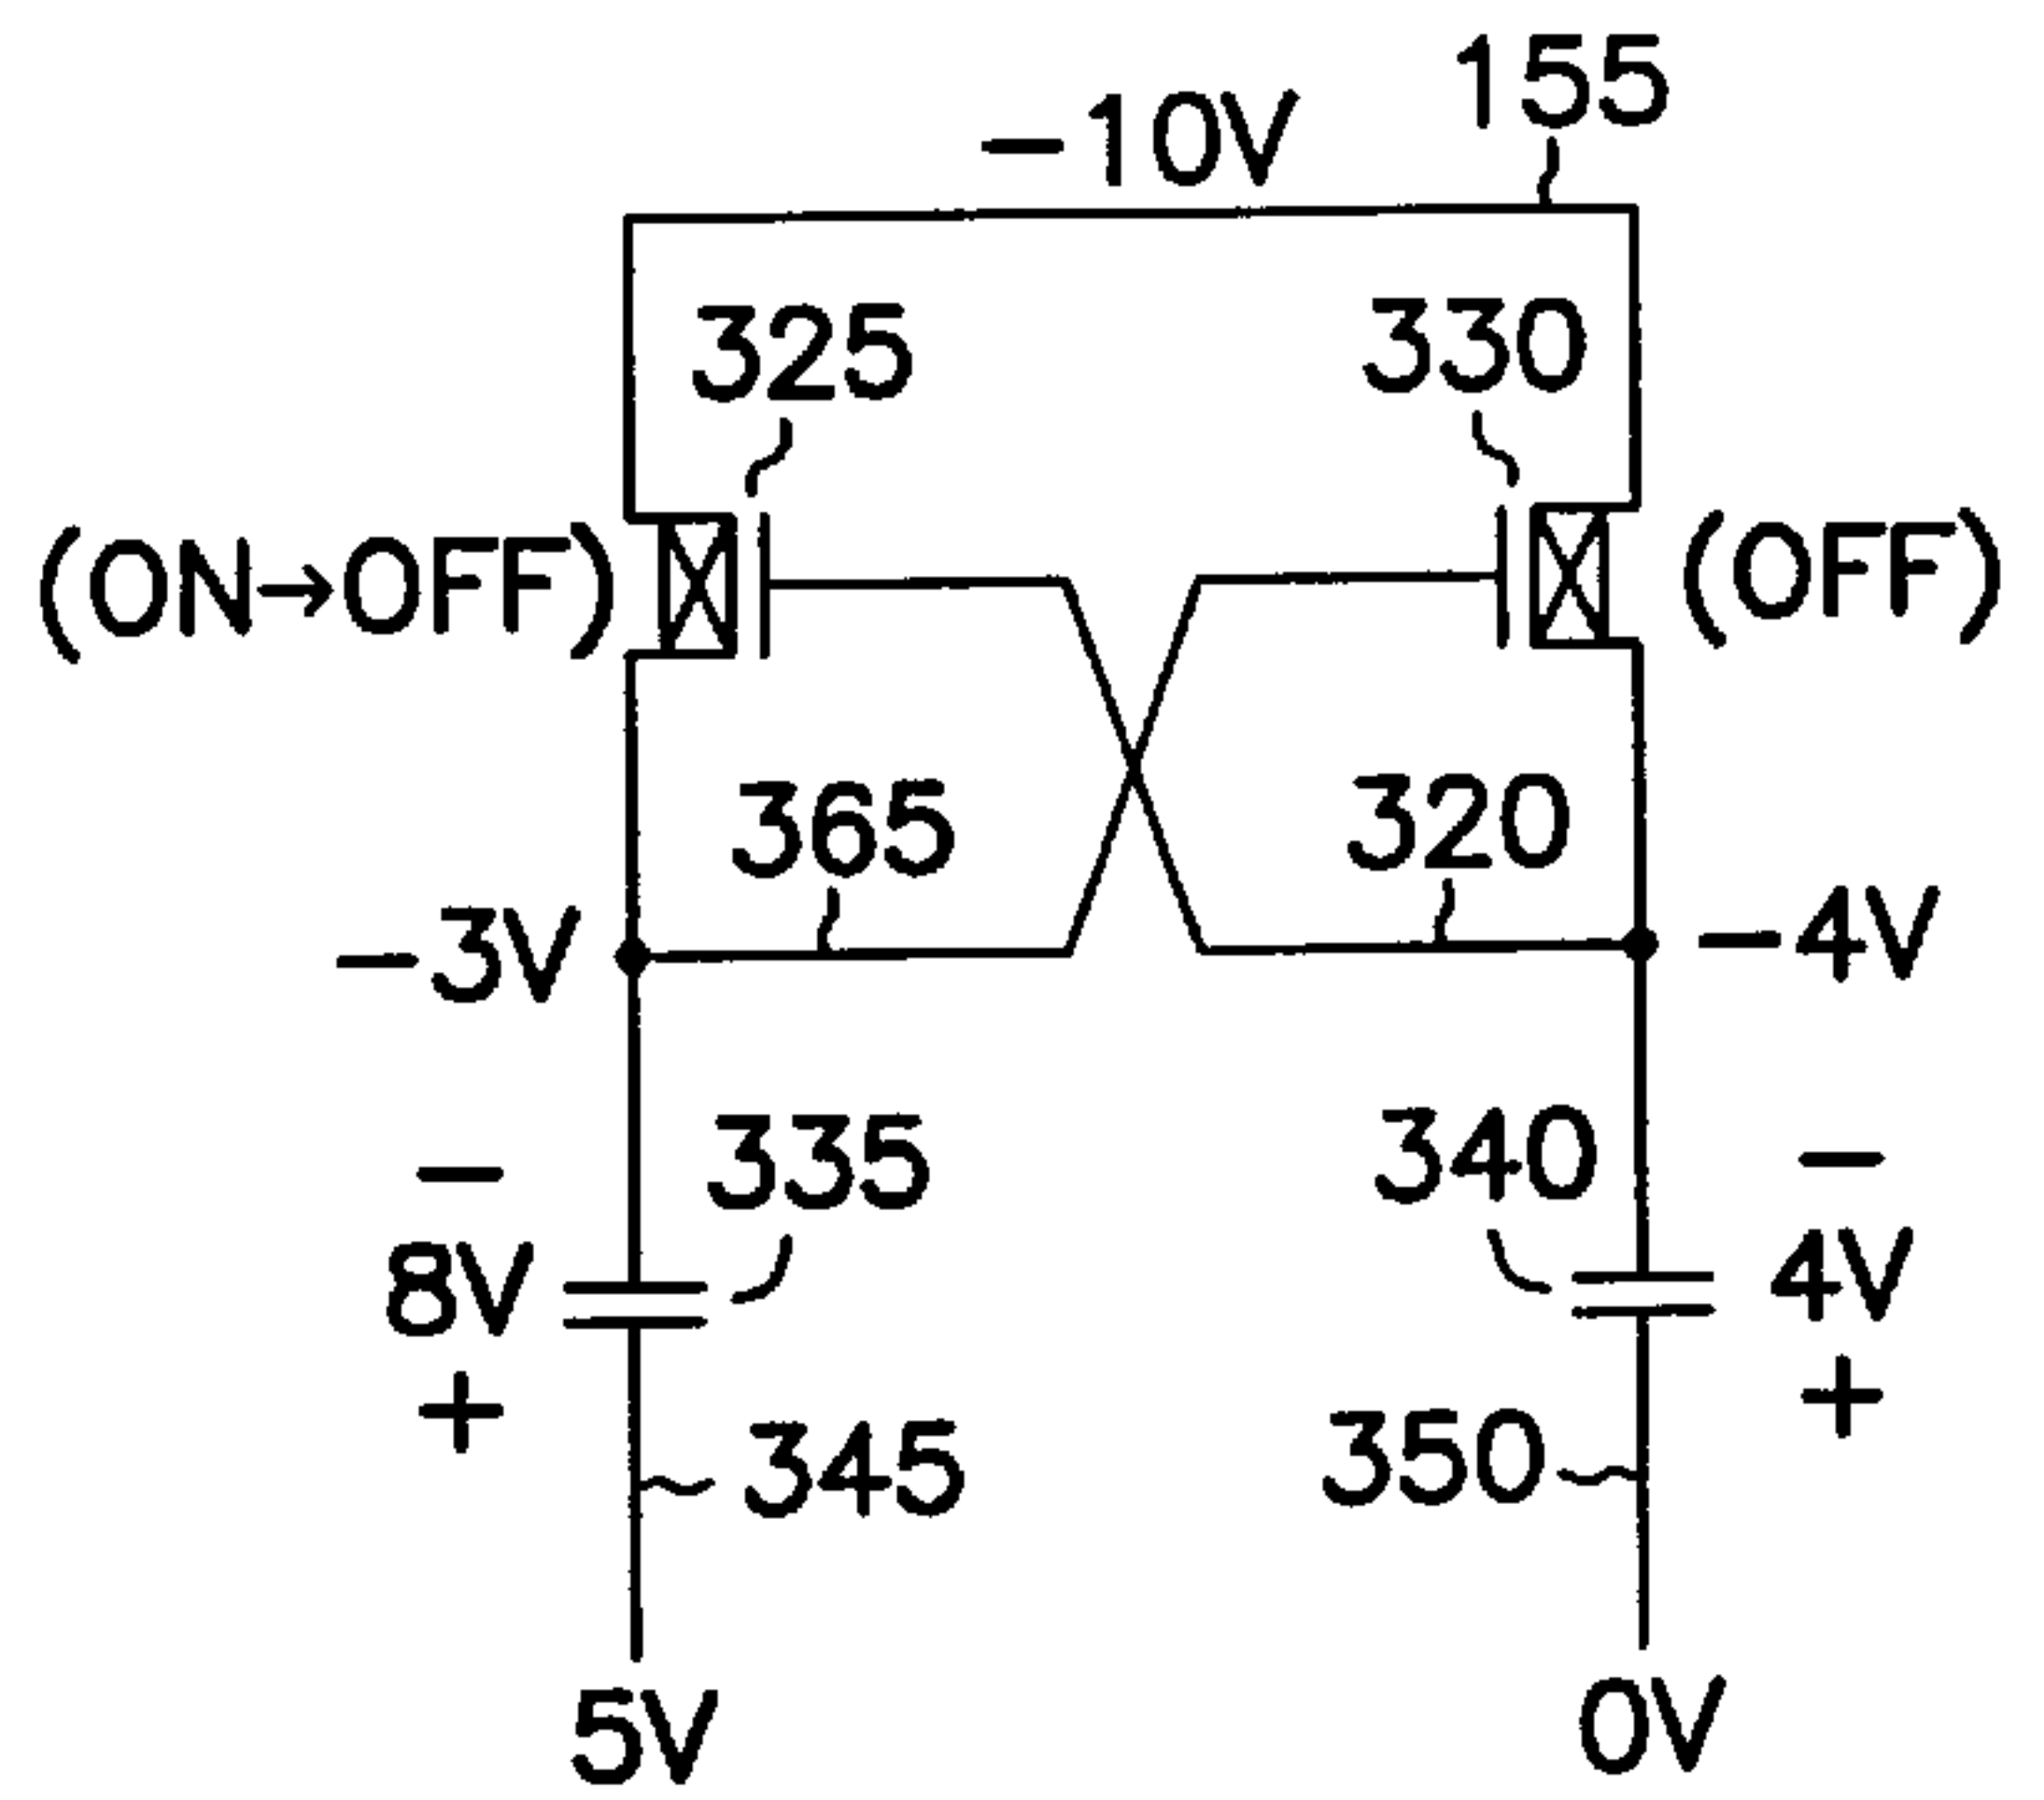 155
−10V
325 330
(ON→OFF) (OFF)
365 320
−3V −4V
335 340
− −
8V 4V
+ +
345 350
5V 0V